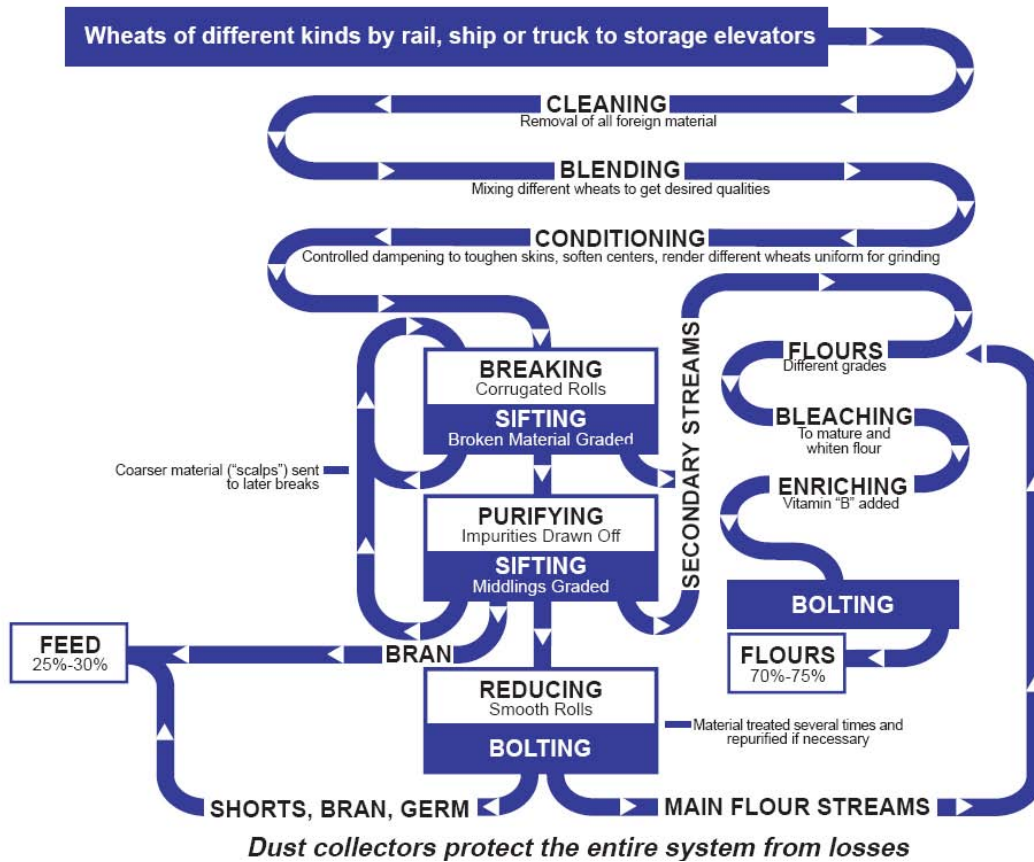 Wheats of different kinds by rail, ship or truck to storage elevators
CLEANING
Removal of all foreign material
BLENDING
Mixing different wheats to get desired qualities
CONDITIONING
Controlled dampening to toughen skins, soften centers, render different wheats uniform for grinding
BREAKING
Corrugated Rolls
SIFTING
Broken Material Graded
Coarser material (“scalps”) sent
to later breaks
PURIFYING
Impurities Drawn Off
SIFTING
Middlings Graded
SECONDARY STREAMS
FLOURS
Different grades
BLEACHING
To mature and
whiten flour
ENRICHING
Vitamin “B” added
BOLTING
FLOURS
70%-75%
FEED
25%-30%
BRAN
REDUCING
Smooth Rolls
BOLTING
Material treated several times and
repurified if necessary
SHORTS, BRAN, GERM
MAIN FLOUR STREAMS
Dust collectors protect the entire system from losses